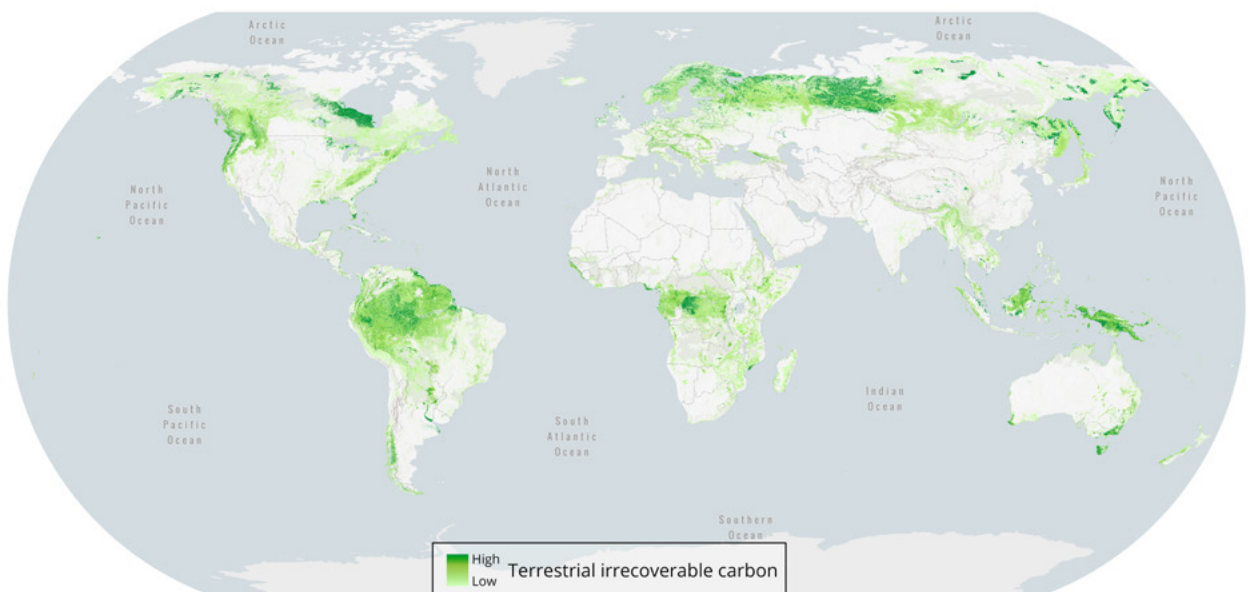 Arctic
Ocean
Arctic
Ocean
North
Pacific
Ocean
North
Atlantic
Ocean
North
Pacific
Ocean
South
Pacific
Ocean
South
Atlantic
Ocean
Indian
Ocean
Southern
Ocean
High
Low
Terrestrial irrecoverable carbon